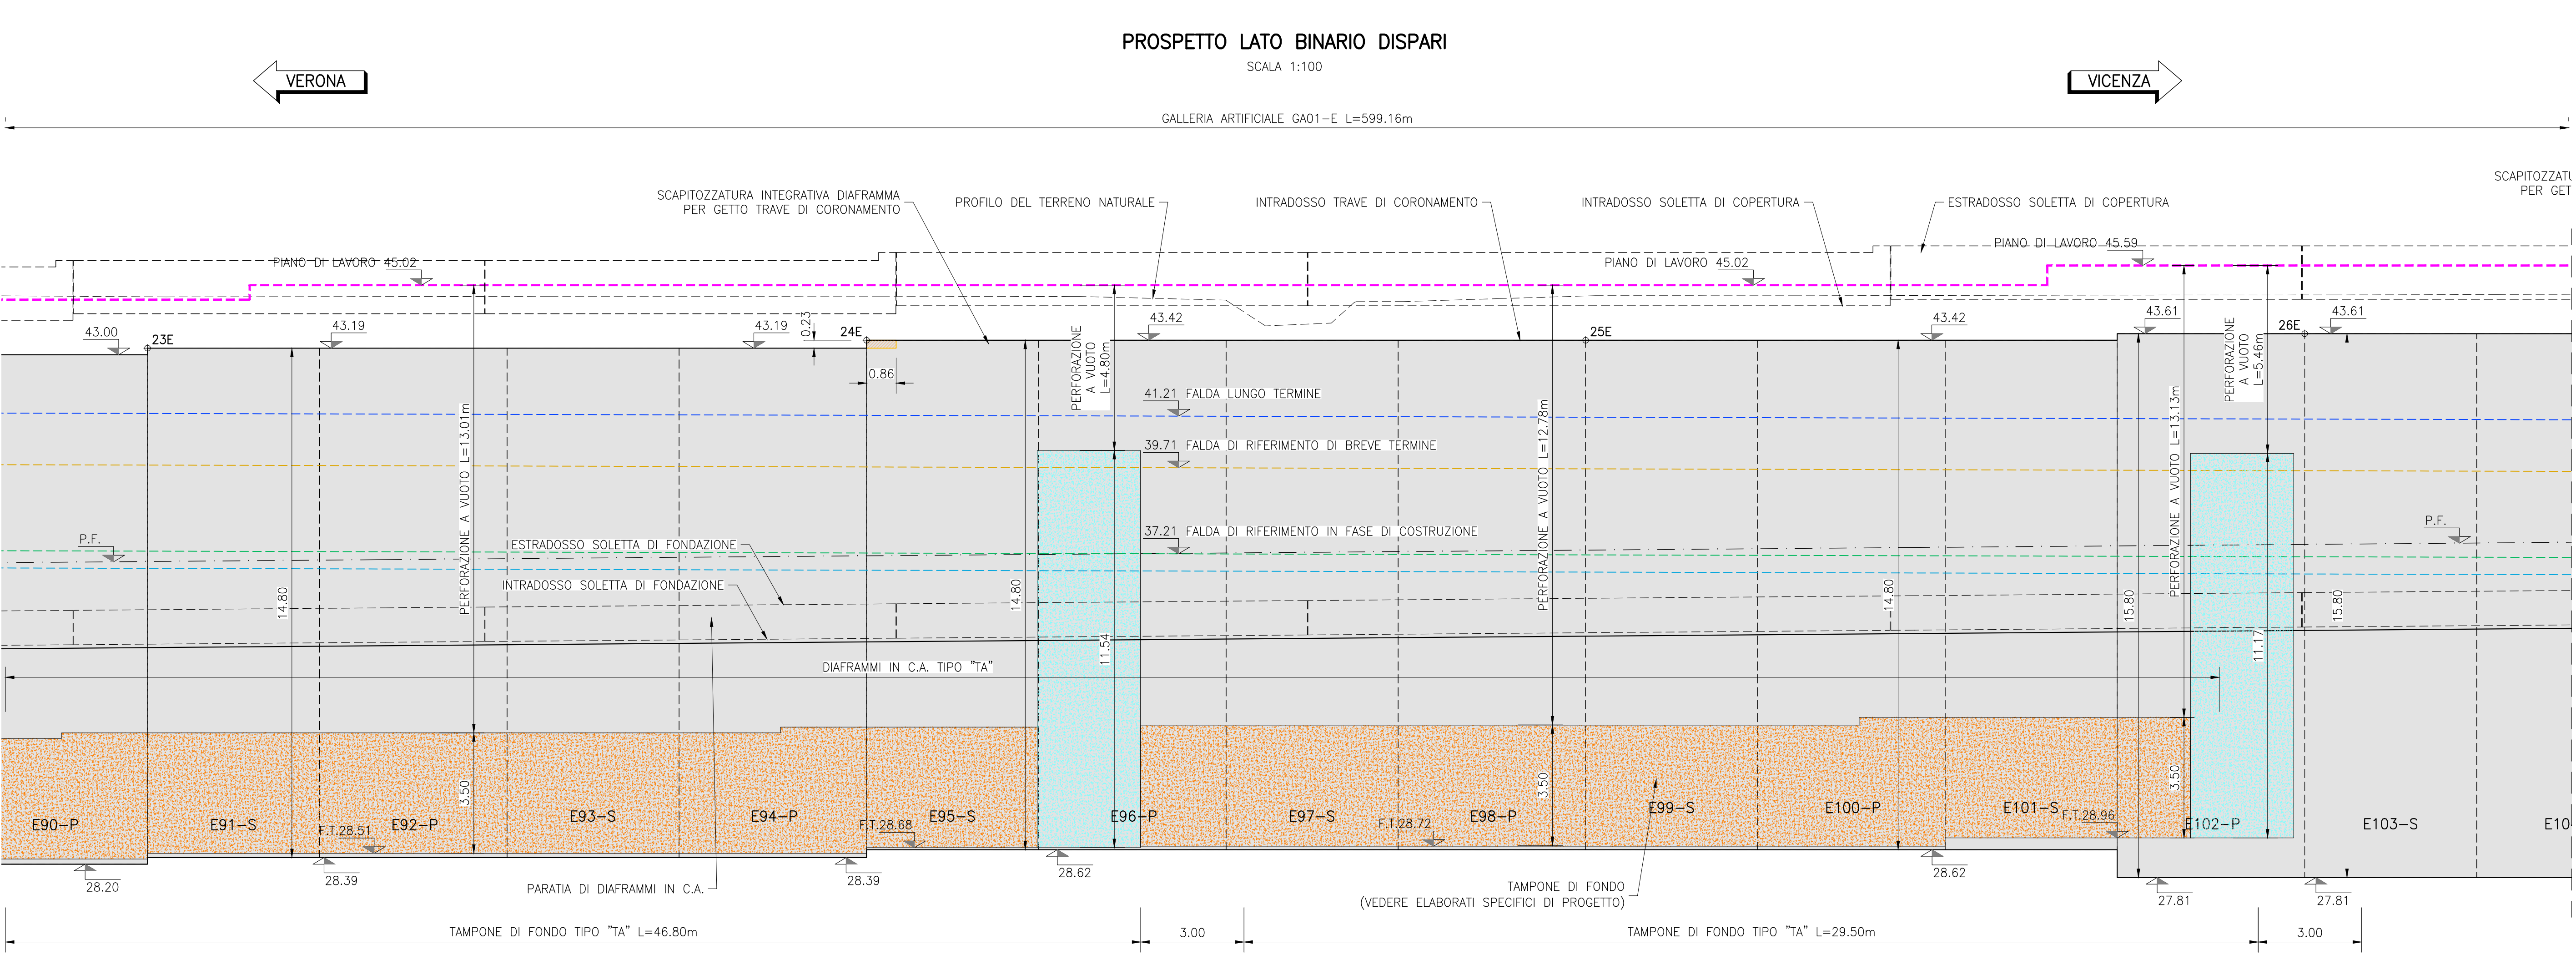 PROSPETTO LATO BINARIO DISPARI
SCALA 1:100
VERONA
VICENZA
GALLERIA ARTIFICIALE GA01-E L=599.16m
SCAPITOZZATURA INTEGRATIVA DIAFRAMMA
PER GETTO TRAVE DI CORONAMENTO
PROFILO DEL TERRENO NATURALE
INTRADOSSO TRAVE DI CORONAMENTO
INTRADOSSO SOLETTA DI COPERTURA
ESTRADOSSO SOLETTA DI COPERTURA
SCAPITOZZATU
PER GET
PIANO DI LAVORO 45.02
PIANO DI LAVORO 45.02
PIANO DI LAVORO 45.59
43.00
23E
43.19
43.19
0.23
24E
43.42
25E
43.42
43.61
26E
43.61
0.86
PERFORAZIONE
A VUOTO
L=4.80m
PERFORAZIONE
A VUOTO
L=5.46m
41.21 FALDA LUNGO TERMINE
39.71 FALDA DI RIFERIMENTO DI BREVE TERMINE
37.21 FALDA DI RIFERIMENTO IN FASE DI COSTRUZIONE
PERFORAZIONE A VUOTO L=13.01m
PERFORAZIONE A VUOTO L=12.78m
PERFORAZIONE A VUOTO L=13.13m
P.F.
P.F.
ESTRADOSSO SOLETTA DI FONDAZIONE
INTRADOSSO SOLETTA DI FONDAZIONE
14.80
14.80
14.80
15.80
15.80
11.54
11.17
DIAFRAMMI IN C.A. TIPO "TA"
3.50
3.50
3.50
E90-P
E91-S
E92-P
E93-S
E94-P
E95-S
E96-P
E97-S
E98-P
E99-S
E100-P
E101-S
E102-P
E103-S
E10
F.T.28.51
F.T.28.68
F.T.28.72
F.T.28.96
28.20
28.39
28.39
28.62
28.62
27.81
27.81
PARATIA DI DIAFRAMMI IN C.A.
TAMPONE DI FONDO
(VEDERE ELABORATI SPECIFICI DI PROGETTO)
TAMPONE DI FONDO TIPO "TA" L=46.80m
3.00
TAMPONE DI FONDO TIPO "TA" L=29.50m
3.00